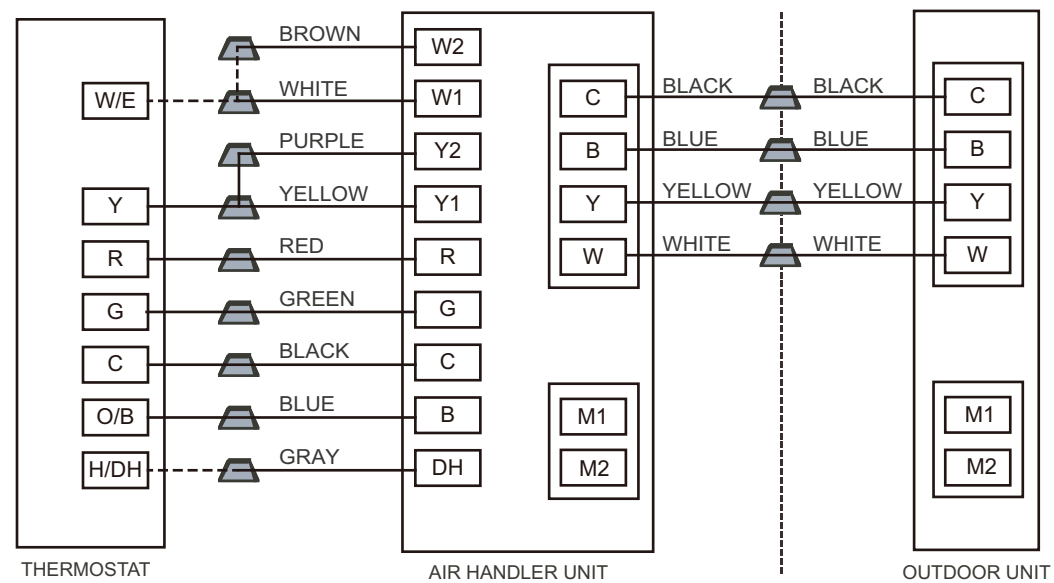 BROWN
W2
W/E
WHITE
W1
PURPLE
Y2
Y
YELLOW
Y1
R
RED
R
G
GREEN
G
C
BLACK
C
O/B
BLUE
B
H/DH
GRAY
DH
C
BLACK
BLACK
C
B
BLUE
BLUE
B
Y
YELLOW
YELLOW
Y
W
WHITE
WHITE
W
M1
M2
M1
M2
THERMOSTAT
AIR HANDLER UNIT
OUTDOOR UNIT